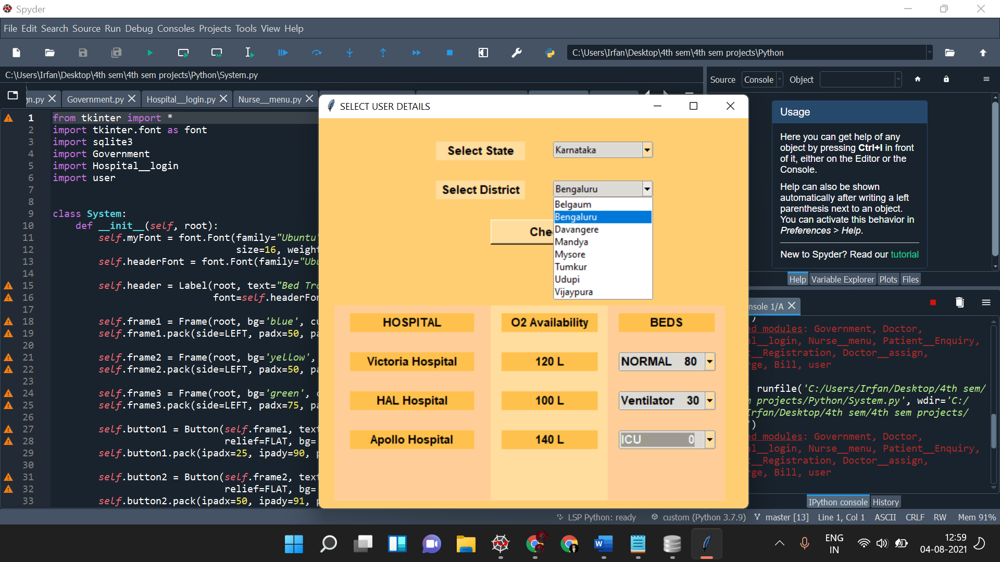 Spyder
File Edit Search Source Run Debug Consoles Projects Tools View Help
C:\Users\Irfan\Desktop\4th sem\4th sem projects\Python
C:\Users\Irfan\Desktop\4th sem\4th sem projects\Python\System.py
Source Console Object
Government.py Hospital__login.py Nurse__menu.py
1 from tkinter import *
2 import tkinter.font as font
3 import sqlite3
4 import Government
5 import Hospital__login
6 import user
7
8
9 class System:
10 def __init__(self, root):
11 self.myFont = font.Font(family="Ubuntu
12 size=16, weigh
13 self.headerFont = font.Font(family="Ub
14
15 self.header = Label(root, text="Bed Tr
16 font=self.headerFo
17
18 self.frame1 = Frame(root, bg='blue', c
19 self.frame1.pack(side=LEFT, padx=50, p
20
21 self.frame2 = Frame(root, bg='yellow',
22 self.frame2.pack(side=LEFT, padx=50, p
23
24 self.frame3 = Frame(root, bg='green',
25 self.frame3.pack(side=LEFT, padx=75, p
26
27 self.button1 = Button(self.frame1, tex
28 relief=FLAT, bg=
29 self.button1.pack(ipadx=25, ipady=90,
30
31 self.button2 = Button(self.frame2, tex
32 relief=FLAT, bg=
33 self.button2.pack(ipadx=50, ipady=91,
SELECT USER DETAILS
Select State Karnataka
Select District Bengaluru
Belgaum
Bengaluru
Davangere
Mandya
Mysore
Tumkur
Udupi
Vijaypura
Che
HOSPITAL O2 Availability BEDS
Victoria Hospital 120 L NORMAL 80
HAL Hospital 100 L Ventilator 30
Apollo Hospital 140 L ICU 0
Usage
Here you can get help of any
object by pressing Ctrl+I in front
of it, either on the Editor or the
Console.
Help can also be shown
automatically after writing a left
parenthesis next to an object.
You can activate this behavior in
Preferences > Help.
New to Spyder? Read our tutorial
Help Variable Explorer Plots Files
nsole 1/A
ed modules: Government, Doctor,
l__login, Nurse__menu, Patient__Enquiry,
__Registration, Doctor__assign,
ge, Bill, user
runfile('C:/Users/Irfan/Desktop/4th sem/
projects/Python/System.py', wdir='C:/
Irfan/Desktop/4th sem/4th sem projects/
')
ed modules: Government, Doctor,
l__login, Nurse__menu, Patient__Enquiry,
__Registration, Doctor__assign,
ge, Bill, user
IPython console History
LSP Python: ready custom (Python 3.7.9) master [13] Line 1, Col 1 ASCII CRLF RW Mem 91%
ENG
IN
12:59
04-08-2021